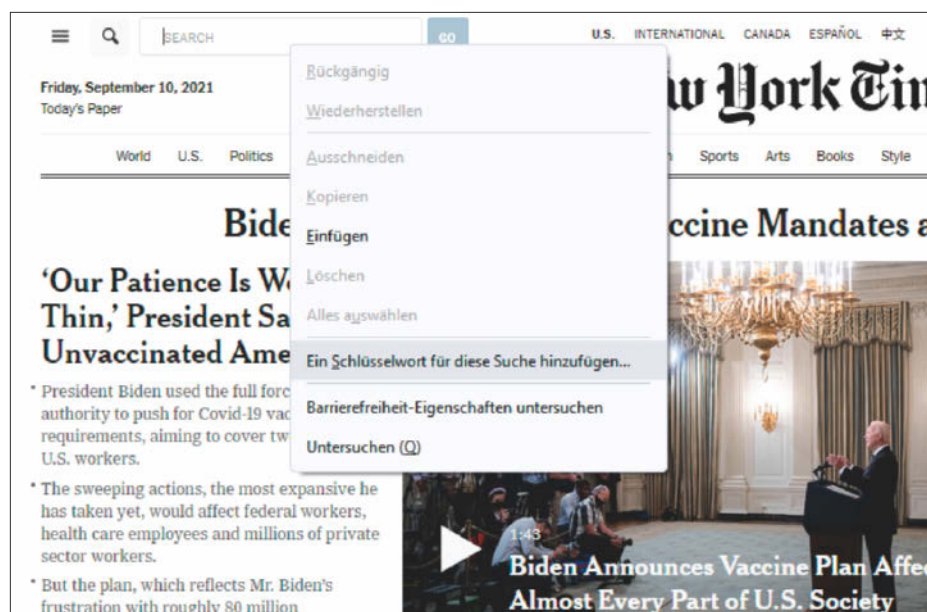 SEARCH
GO
U.S. INTERNATIONAL CANADA ESPAÑOL 中文
Friday, September 10, 2021
Today's Paper
York
World U.S. Politics
Sports Arts Books Style
Rückgängig
Wiederherstellen
Ausschneiden
Kopieren
Einfügen
Löschen
Alles auswählen
Ein Schlüsselwort für diese Suche hinzufügen...
Barrierefreiheit-Eigenschaften untersuchen
Untersuchen (Q)
Bide
ccine Mandates a
'Our Patience Is We
Thin,' President Sa
Unvaccinated Ame
• President Biden used the full forc
authority to push for Covid-19 vac
requirements, aiming to cover tw
U.S. workers.
• The sweeping actions, the most expansive he
has taken yet, would affect federal workers,
health care employees and millions of private
sector workers.
• But the plan, which reflects Mr. Biden's
frustration with roughly 80 million
1:43
Biden Announces Vaccine Plan Affec
Almost Every Part of U.S. Society